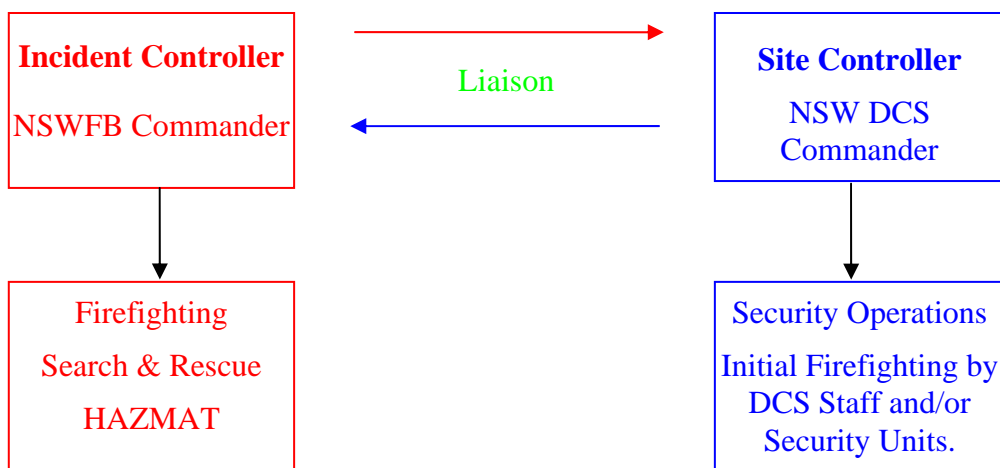 Incident Controller
NSWFB Commander
Liaison
Site Controller
NSW DCS
Commander
Firefighting
Search & Rescue
HAZMAT
Security Operations
Initial Firefighting by
DCS Staff and/or
Security Units.